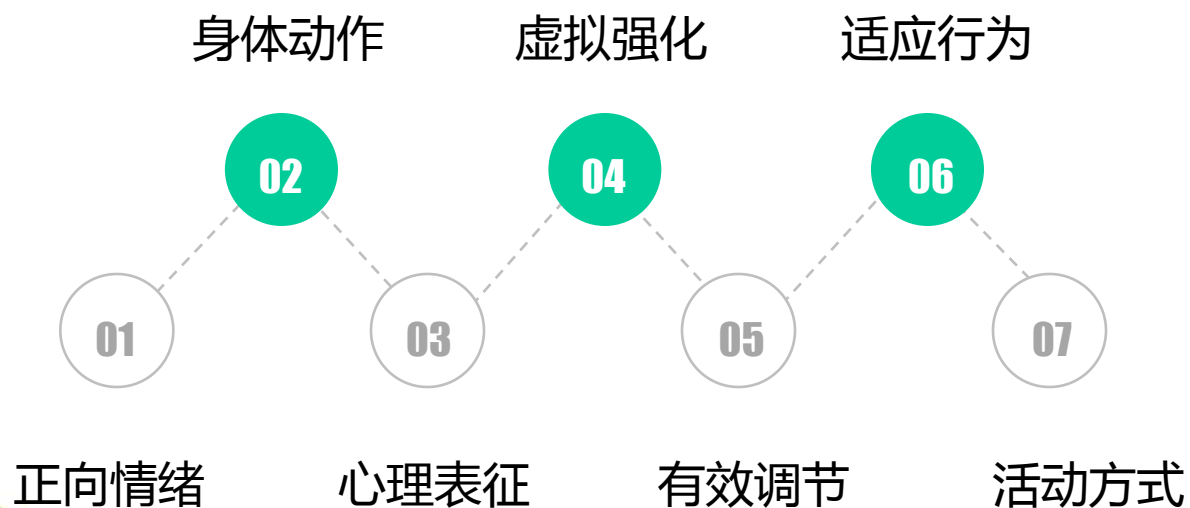 身体动作 虚拟强化 适应行为
02 04 06
01 03 05 07
正向情绪 心理表征 有效调节 活动方式